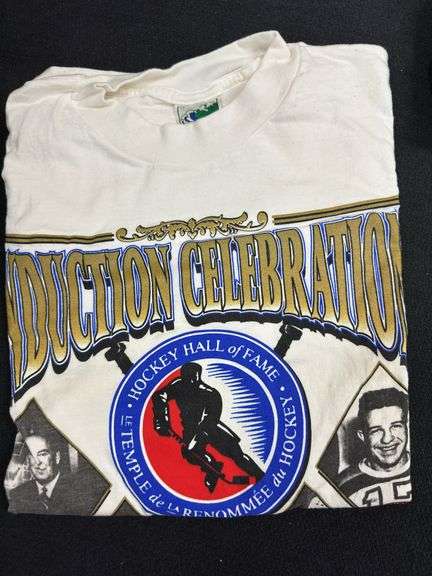 NDUCTION CELEBRATION
• HOCKEY HALL of FAME •
LE TEMPLE de LA RENOMMÉE du HOCKEY